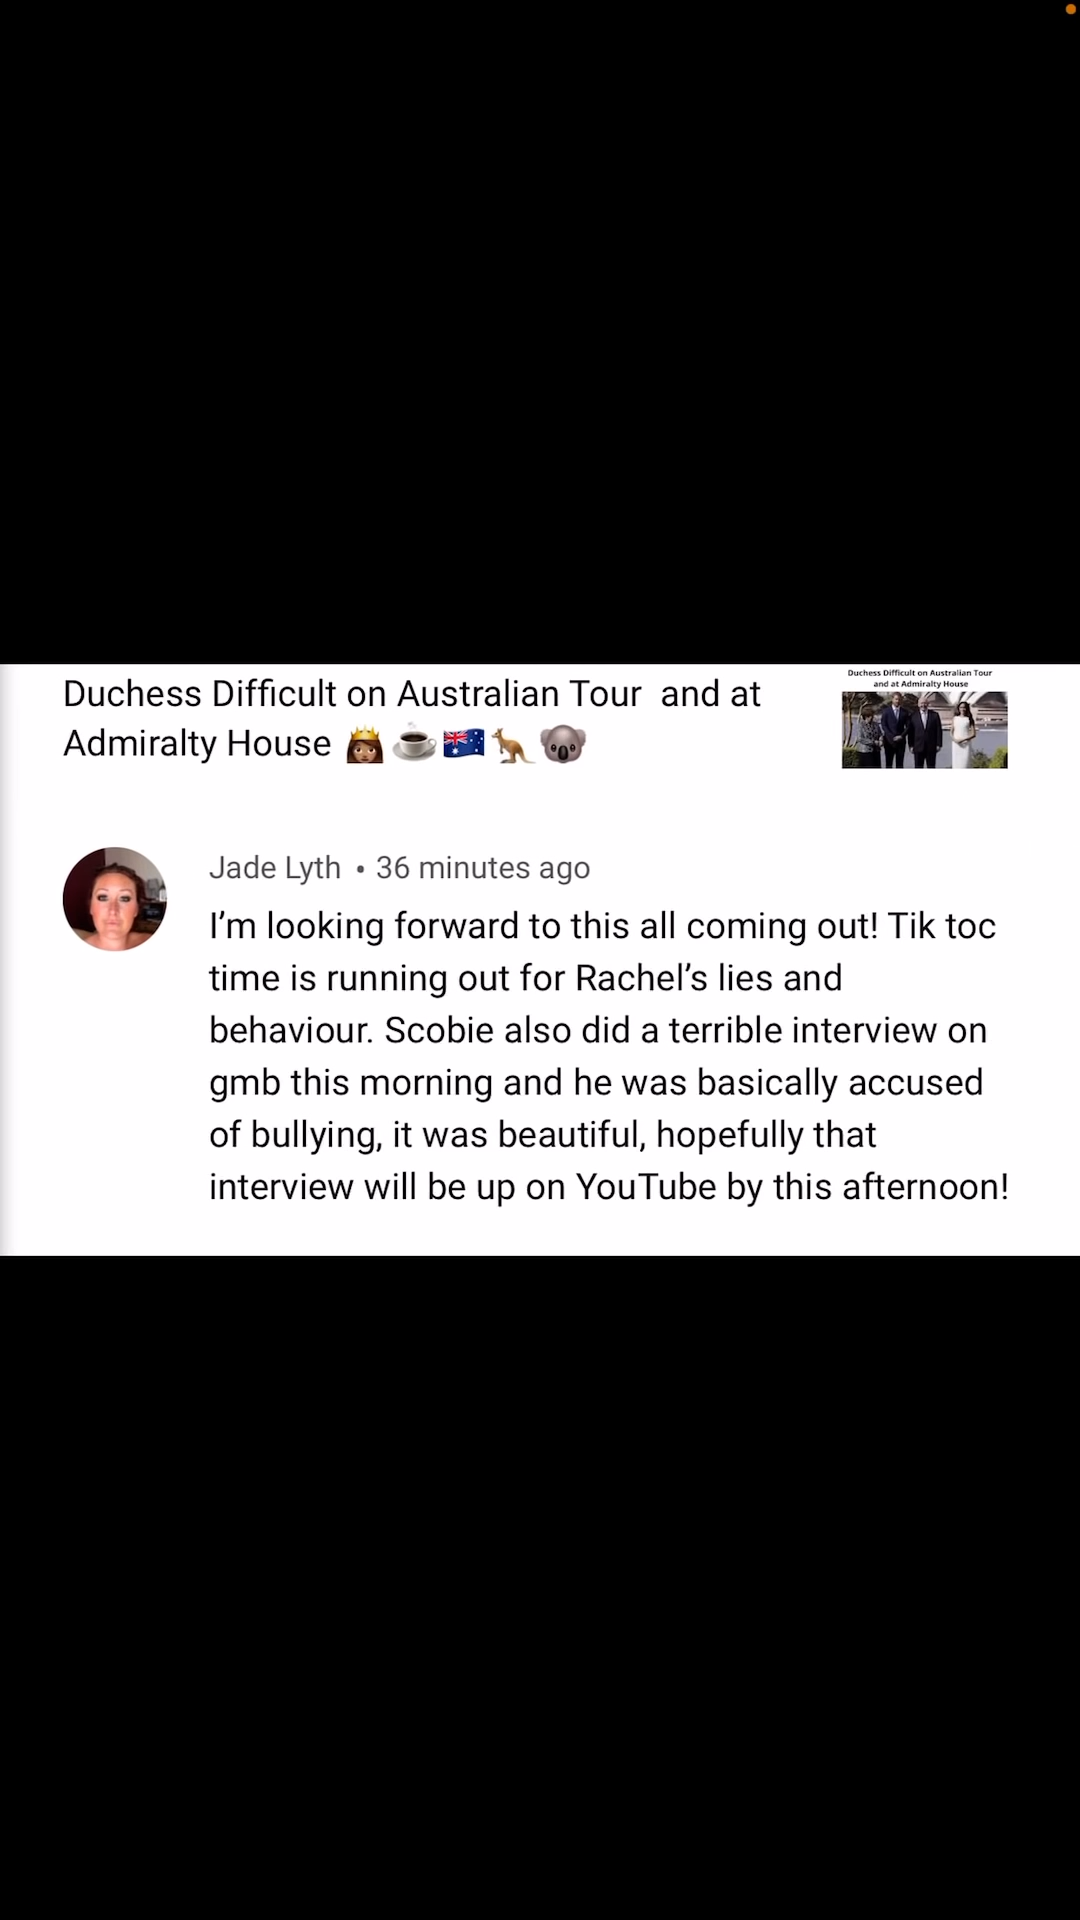 Duchess Difficult on Australian Tour  and at
Admiralty House 👸🏽☕🇦🇺🦘🐨
Duchess Difficult on Australian Tour
and at Admiralty House
Jade Lyth • 36 minutes ago
I’m looking forward to this all coming out! Tik toc
time is running out for Rachel’s lies and
behaviour. Scobie also did a terrible interview on
gmb this morning and he was basically accused
of bullying, it was beautiful, hopefully that
interview will be up on YouTube by this afternoon!